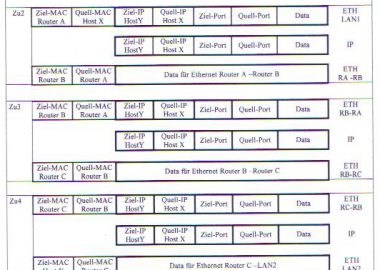 Zu2
Ziel-MAC Router A Quell-MAC Host X Ziel-IP HostY Quell-IP Host X Ziel-Port Quell-Port Data ETH LAN1
Ziel-IP HostY Quell-IP Host X Ziel-Port Quell-Port Data IP
Ziel-MAC Router B Quell-MAC Router A Data für Ethernet Router A –Router B ETH RA -RB
Zu3
Ziel-MAC Router B Quell-MAC Router A Ziel-IP HostY Quell-IP Host X Ziel-Port Quell-Port Data ETH RB-RA
Ziel-IP HostY Quell-IP Host X Ziel-Port Quell-Port Data IP
Ziel-MAC Router C Quell-MAC Router B Data für Ethernet Router B –Router C ETH RB-RC
Zu4
Ziel-MAC Router C Quell-MAC Router B Ziel-IP HostY Quell-IP Host X Ziel-Port Quell-Port Data ETH RC-RB
Ziel-IP HostY Quell-IP Host X Ziel-Port Quell-Port Data IP
Ziel-MAC Quell-MAC Data für Ethernet Router C –LAN2 ETH LAN2